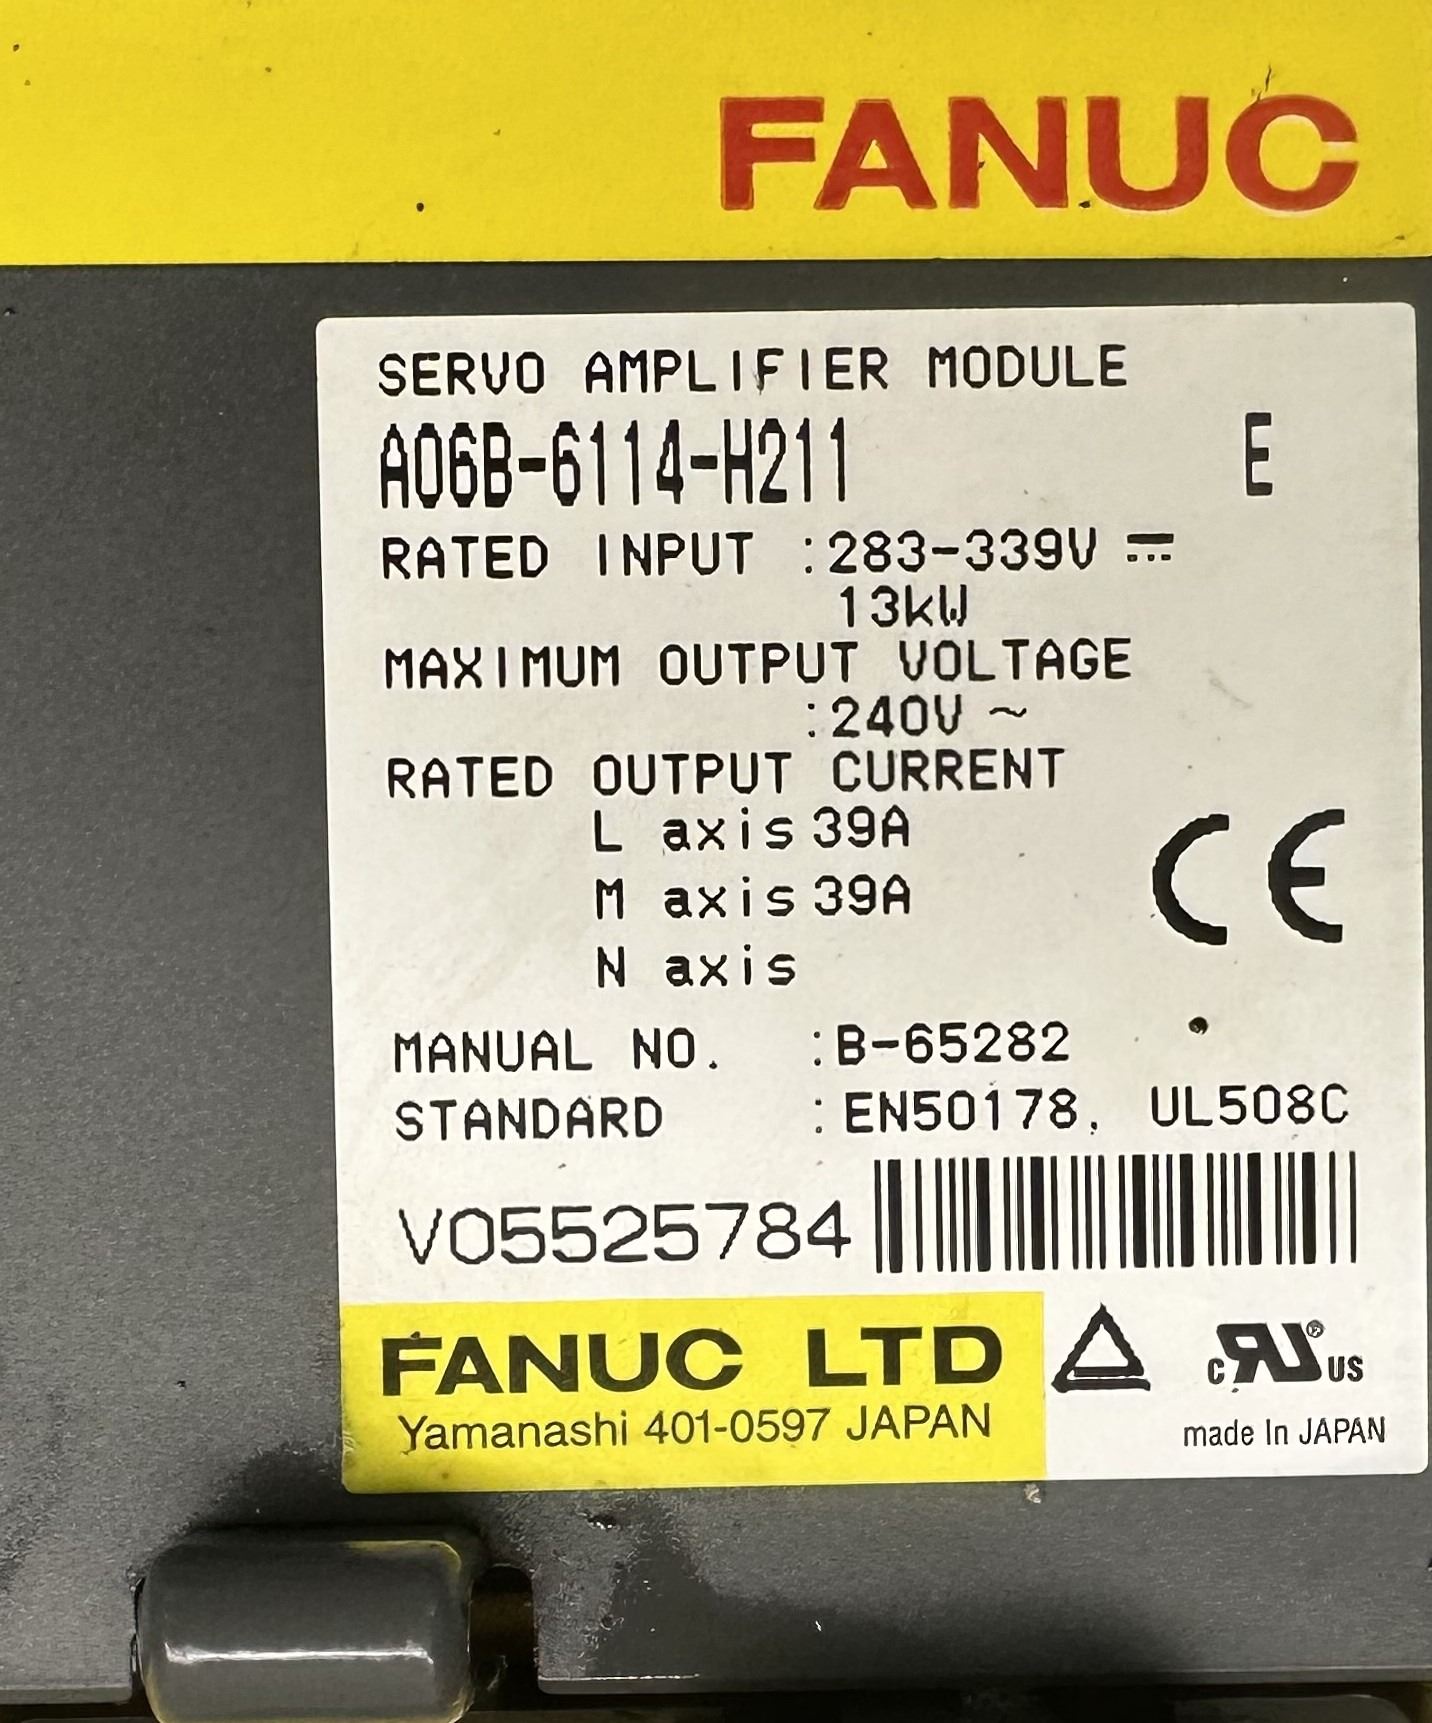 FANUC
SERVO AMPLIFIER MODULE
A06B-6114-H211 E
RATED INPUT :283-339V ⎓
13kW
MAXIMUM OUTPUT VOLTAGE
:240V ~
RATED OUTPUT CURRENT
L axis 39A
M axis 39A
CE
N axis
MANUAL NO. :B-65282
STANDARD :EN50178, UL508C
V05525784
FANUC LTD
Yamanashi 401-0597 JAPAN
c RU ® US
made In JAPAN